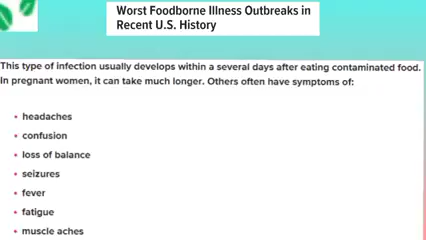 Worst Foodborne Illness Outbreaks in
Recent U.S. History
This type of infection usually develops within a several days after eating contaminated food.
In pregnant women, it can take much longer. Others often have symptoms of:
• headaches
• confusion
• loss of balance
• seizures
• fever
• fatigue
• muscle aches